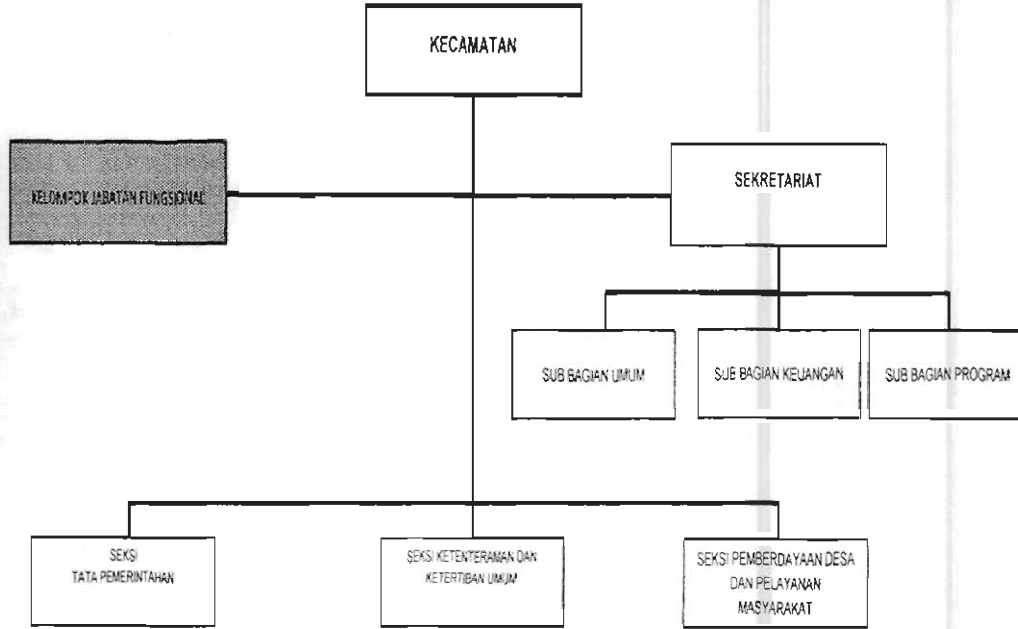 KECAMATAN
KELOMPOK JABATAN FUNGSIONAL
SEKRETARIAT
SUB BAGIAN UMUM
SUB BAGIAN KEUANGAN
SUB BAGIAN PROGRAM
SEKSI
TATA PEMERINTAHAN
SEKSI KETENTERAMAN DAN
KETERTIBAN UMUM
SEKSI PEMBERDAYAAN DESA
DAN PELAYANAN
MASYARAKAT